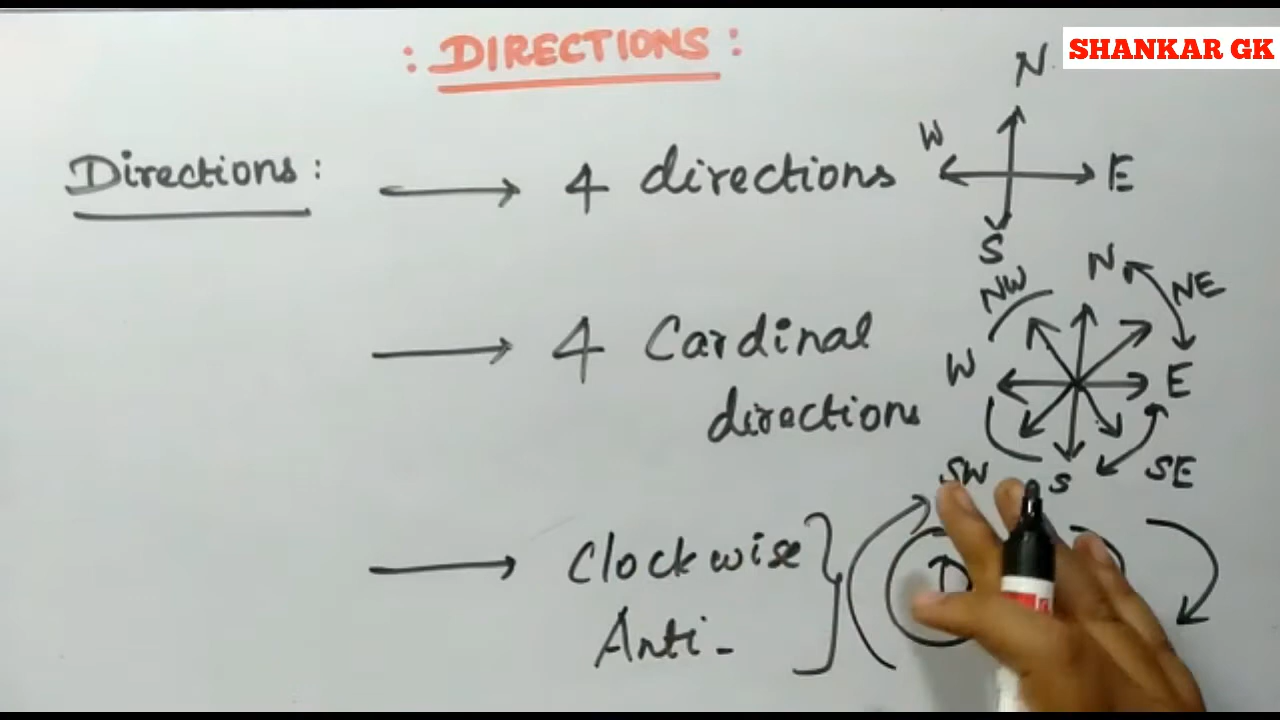 : DIRECTIONS :
SHANKAR GK
Directions : → 4 directions
N
W E
S
→ 4 Cardinal
directions
N
NW NE
W E
SW S SE
→ Clockwise
Anti -